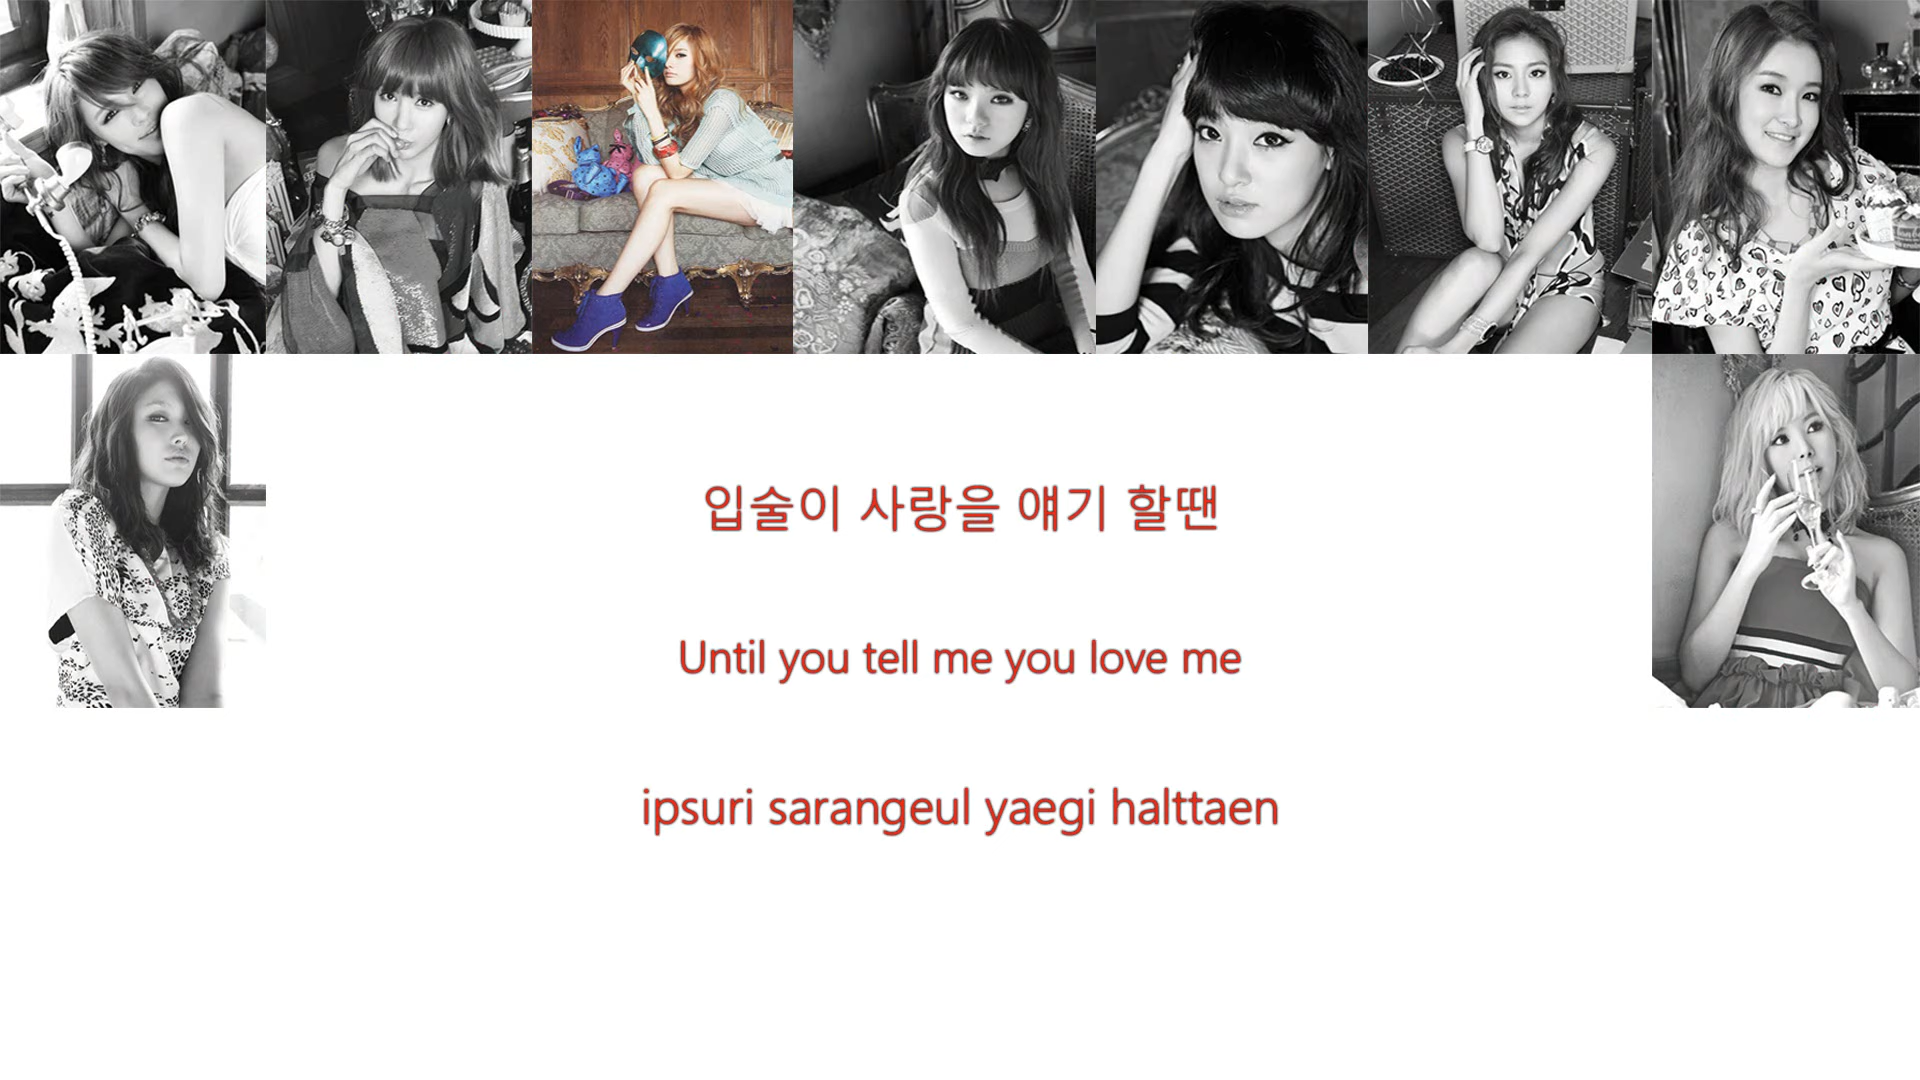 입술이 사랑을 얘기 할땐
Until you tell me you love me
ipsuri sarangeul yaegi halttaen